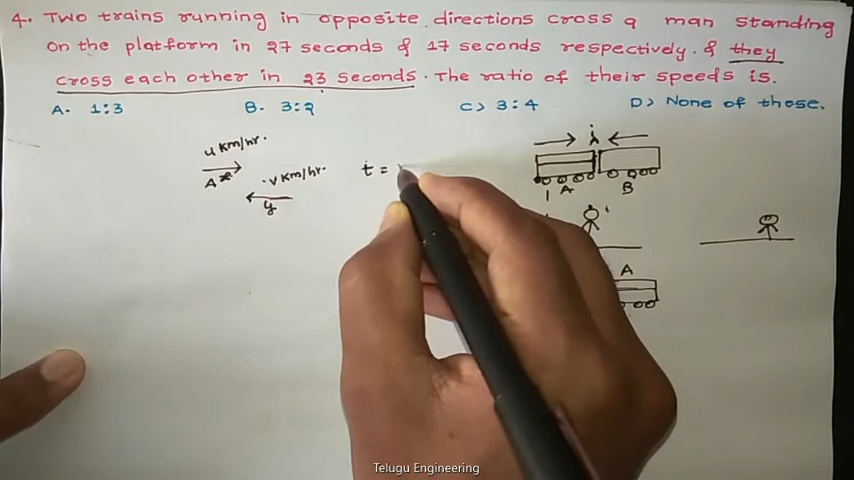 4. Two trains running in opposite directions cross a man standing
on the platform in 27 seconds & 17 seconds respectively. & they
cross each other in 23 seconds. The ratio of their speeds is.
A. 1:3 B. 3:2 C> 3:4 D> None of these.
u km/hr.
A
v km/hr.
y
t =
A B
A
Telugu Engineering